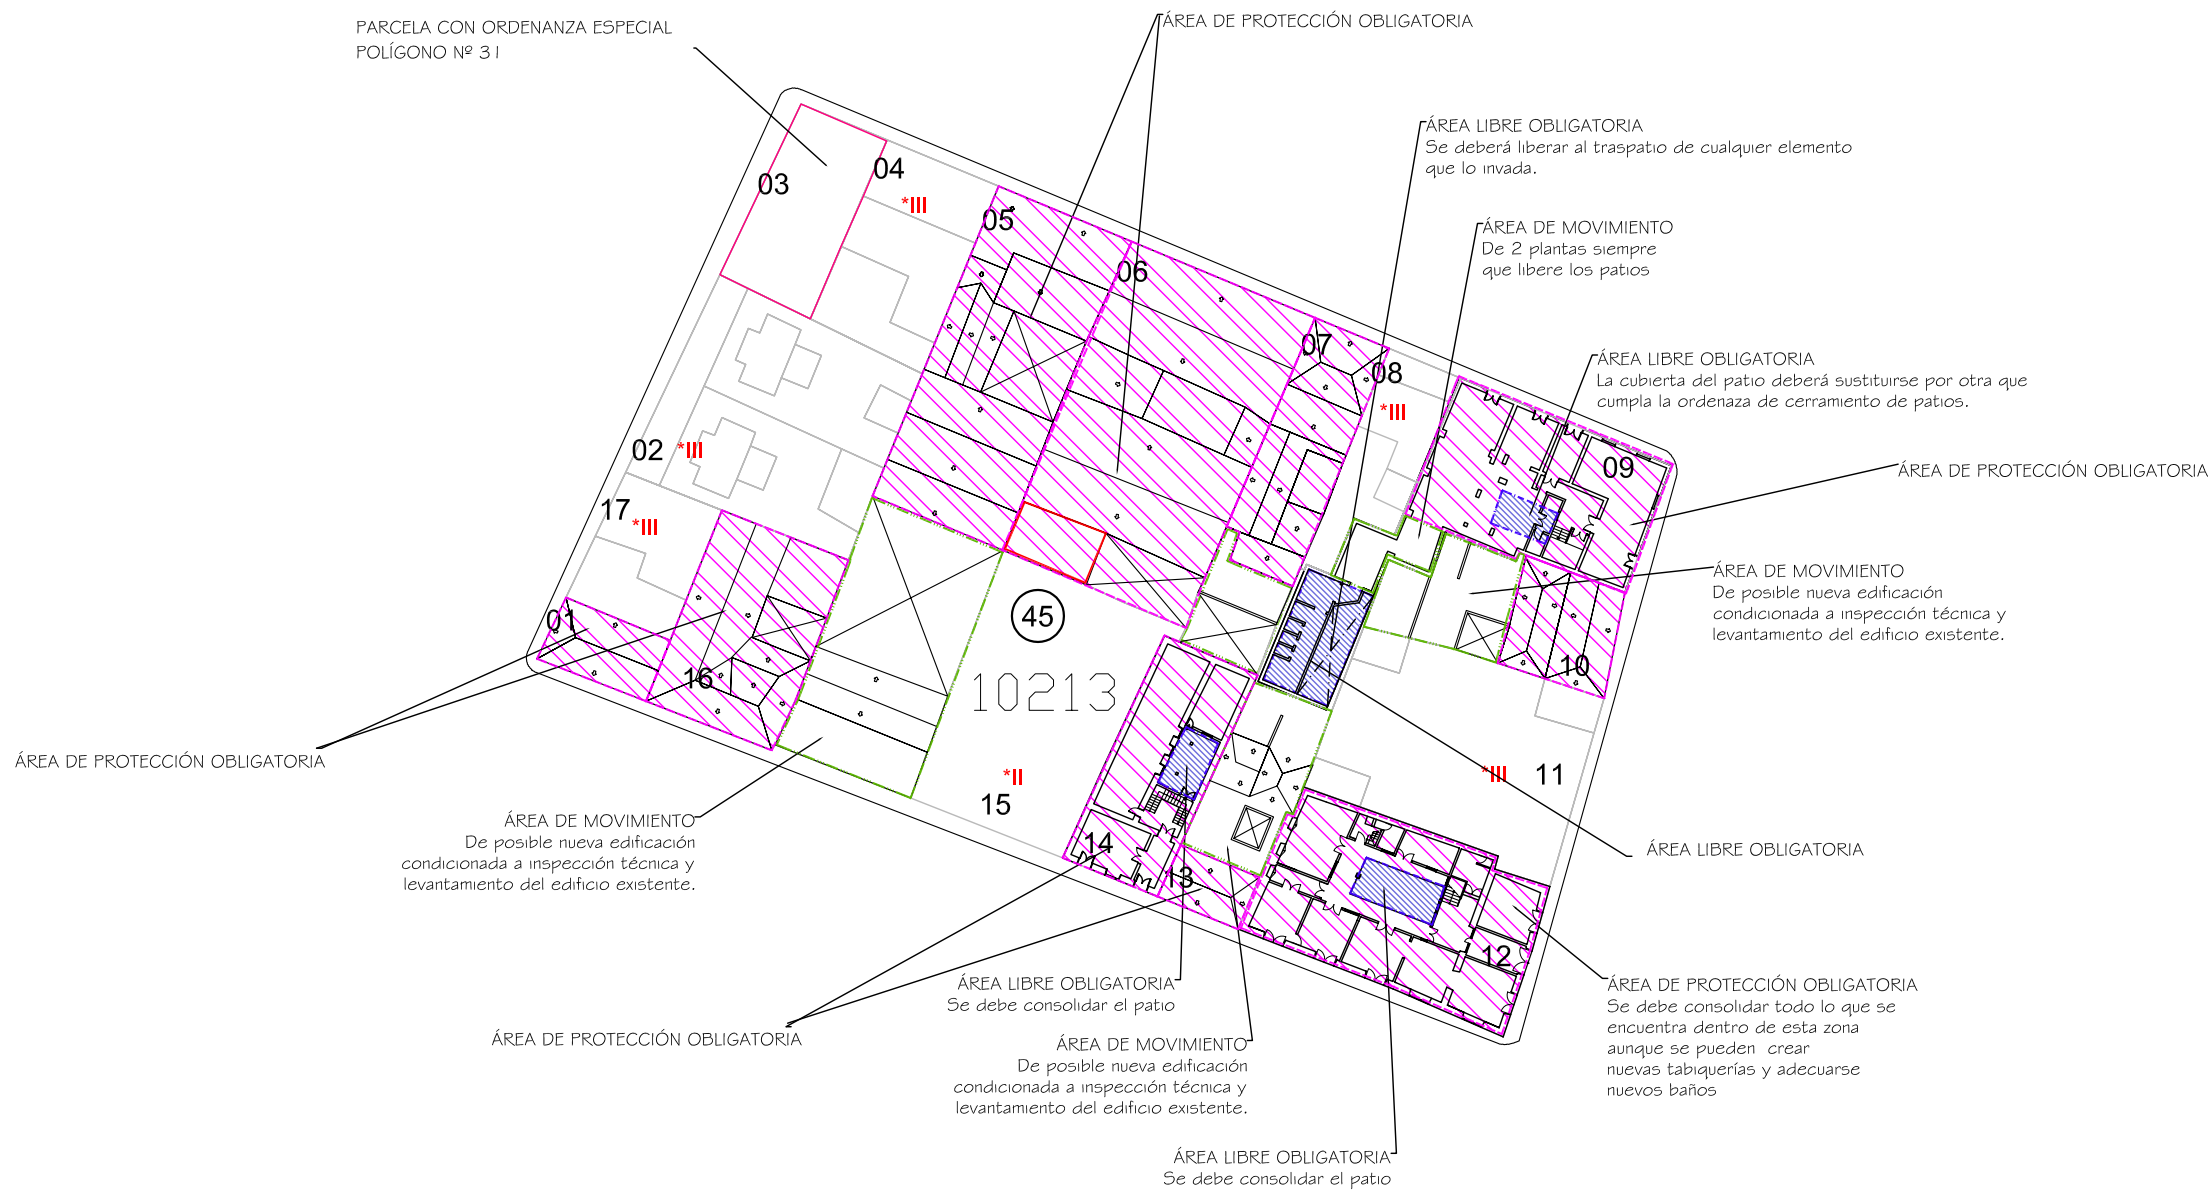 PARCELA CON ORDENANZA ESPECIAL
POLÍGONO Nº 31
ÁREA DE PROTECCIÓN OBLIGATORIA
ÁREA LIBRE OBLIGATORIA
Se deberá liberar al traspatio de cualquier elemento
que lo invada.
ÁREA DE MOVIMIENTO
De 2 plantas siempre
que libere los patios
ÁREA LIBRE OBLIGATORIA
La cubierta del patio deberá sustituirse por otra que
cumpla la ordenaza de cerramiento de patios.
ÁREA DE PROTECCIÓN OBLIGATORIA
ÁREA DE MOVIMIENTO
De posible nueva edificación
condicionada a inspección técnica y
levantamiento del edificio existente.
ÁREA LIBRE OBLIGATORIA
03
04
*III
05
06
07
08
*III
09
02
*III
17
*III
01
16
45
10213
10
*II
15
*III
11
14
13
12
ÁREA DE PROTECCIÓN OBLIGATORIA
ÁREA DE MOVIMIENTO
De posible nueva edificación
condicionada a inspección técnica y
levantamiento del edificio existente.
ÁREA LIBRE OBLIGATORIA
Se debe consolidar el patio
ÁREA DE PROTECCIÓN OBLIGATORIA
ÁREA DE MOVIMIENTO
De posible nueva edificación
condicionada a inspección técnica y
levantamiento del edificio existente.
ÁREA DE PROTECCIÓN OBLIGATORIA
Se debe consolidar todo lo que se
encuentra dentro de esta zona
aunque se pueden crear
nuevas tabiquerías y adecuarse
nuevos baños
ÁREA LIBRE OBLIGATORIA
Se debe consolidar el patio